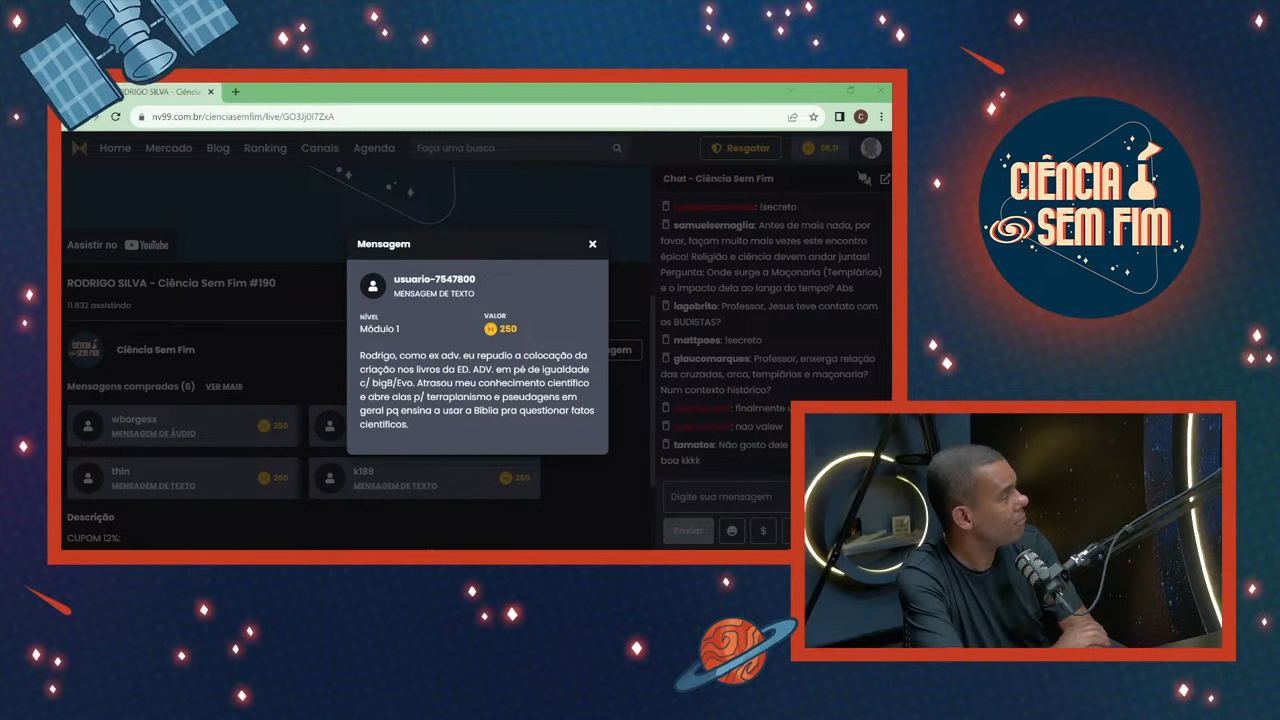 RODRIGO SILVA - Ciênci
nv99.com.br/cienciasemfim/live/GO3Jj0I7ZxA
C
Home Mercado Blog Ranking Canais Agenda
Faça uma busca
Resgatar
Assistir no YouTube
RODRIGO SILVA - Ciência Sem Fim #190
11.832 assistindo
Ciência Sem Fim
Mensagens compradas (6) VER MAIS
wborgesx
MENSAGEM DE ÁUDIO
250
thln
MENSAGEM DE TEXTO
250
k189
MENSAGEM DE TEXTO
250
Descrição
CUPOM 12%:
Mensagem
usuario-7547800
MENSAGEM DE TEXTO
NÍVEL
Módulo 1
VALOR
250
Rodrigo, como ex adv. eu repudio a colocação da
criação nos livros da ED. ADV. em pé de igualdade
c/ bigB/Evo. Atrasou meu conhecimento científico
e abre alas p/ terraplanismo e pseudagens em
geral pq ensina a usar a Bíblia pra questionar fatos
científicos.
Chat - Ciência Sem Fim
: !secreto
samuelsernaglia: Antes de mais nada, por
favor, façam muito mais vezes este encontro
épico! Religião e ciência devem andar juntas!
Pergunta: Onde surge a Maçonaria (Templários)
e o impacto dela ao longo do tempo? Abs
iagobrito: Professor, Jesus teve contato com
os BUDISTAS?
mattpaes: !secreto
glaucomarques: Professor, enxerga relação
das cruzadas, arca, templários e maçonaria?
Num contexto histórico?
: finalmente
: nao valew
tamatos: Não gosto dele
boa kkkk
Digite sua mensagem
Enviar
$
CIÊNCIA
SEM FIM